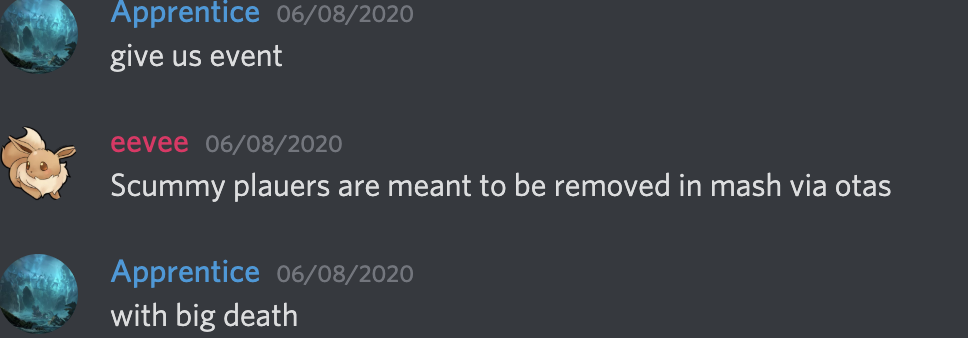 Apprentice 06/08/2020
give us event
eevee 06/08/2020
Scummy plauers are meant to be removed in mash via otas
Apprentice 06/08/2020
with big death